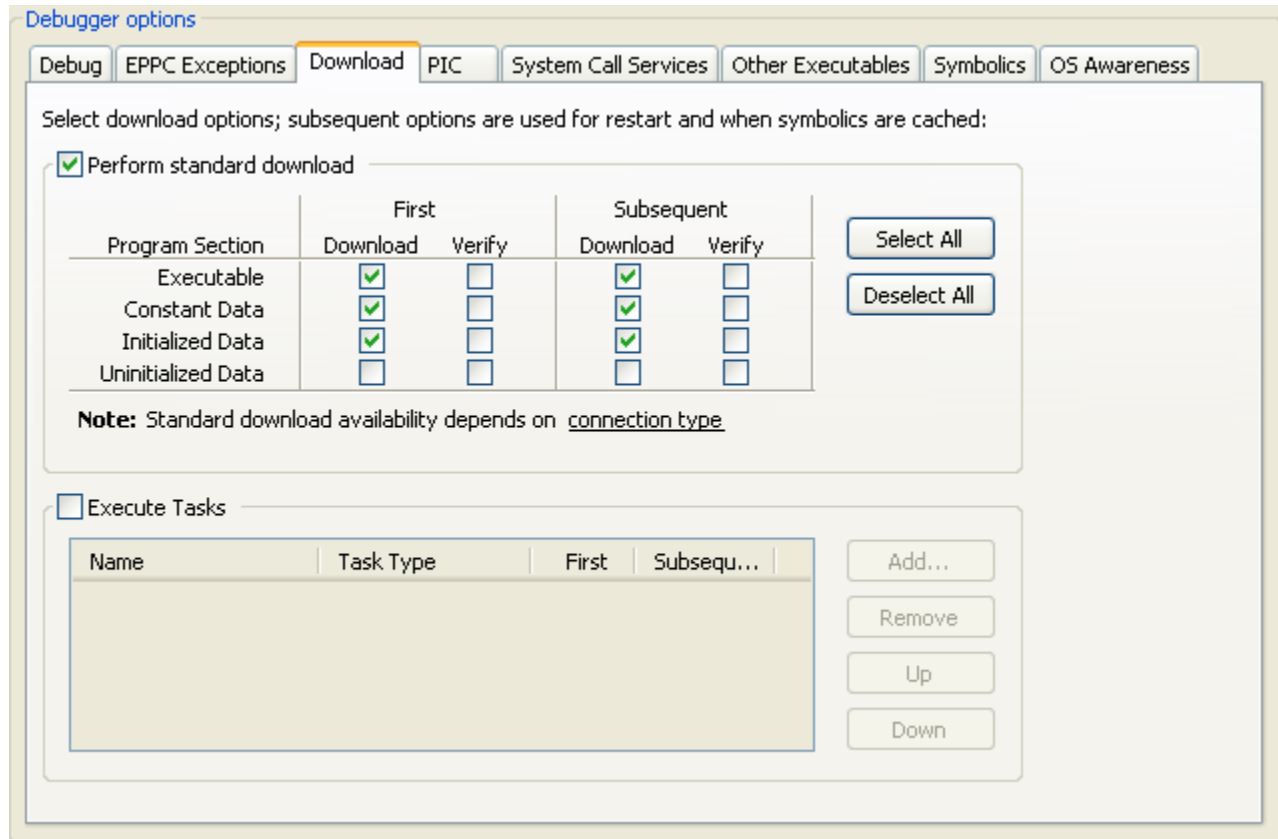 Debugger options
Debug EPPC Exceptions Download PIC System Call Services Other Executables Symbolics OS Awareness
Select download options; subsequent options are used for restart and when symbolics are cached:
Perform standard download
First Subsequent
Program Section Download Verify Download Verify
Select All
Executable
Constant Data
Deselect All
Initialized Data
Uninitialized Data
Note: Standard download availability depends on connection type
Execute Tasks
Name Task Type First Subsequ...
Add...
Remove
Up
Down